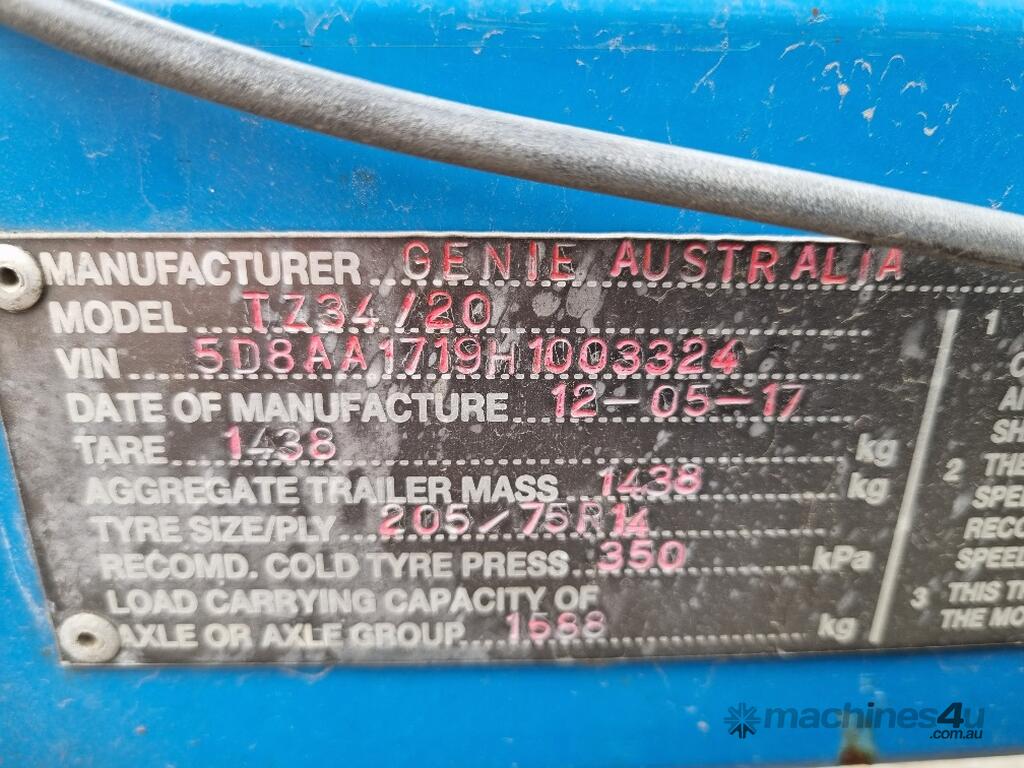 MANUFACTURER GENIE AUSTRALIA
MODEL TZ34/20
VIN 5D8AA1719H1003324
DATE OF MANUFACTURE 12-05-17
TARE 1438 kg
AGGREGATE TRAILER MASS 1438 kg
TYRE SIZE/PLY 205/75R14
RECOMD. COLD TYRE PRESS 350 kPa
LOAD CARRYING CAPACITY OF
AXLE OR AXLE GROUP 1588 kg
1
SH
2 THE
SPEE
RECO
SPEED
3 THIS T
THE MO
machines4u
.com.au